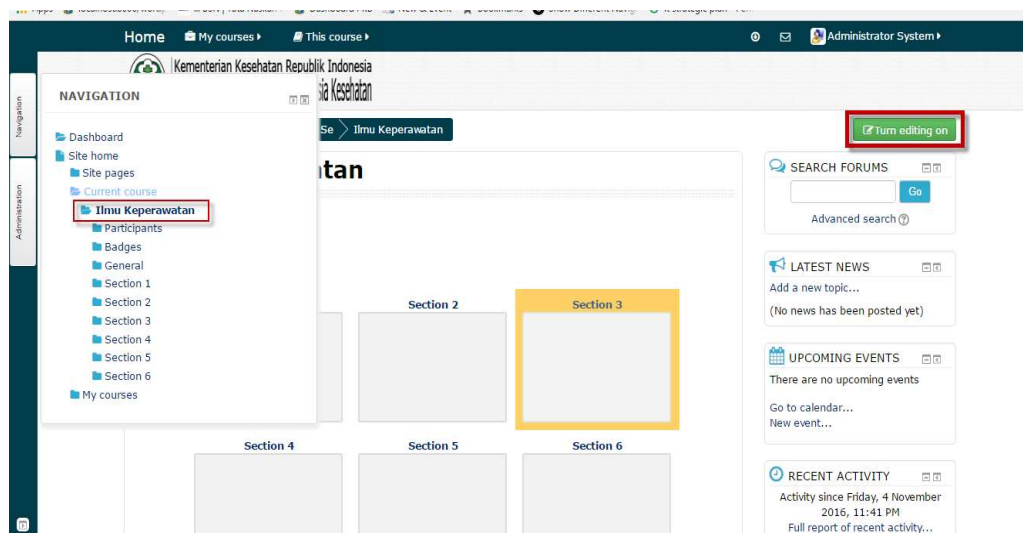 Home My courses This course Administrator System
Kementerian Kesehatan Republik Indonesia
sia Kesehatan
Navigation
Administration
NAVIGATION
Dashboard
Site home
Site pages
Current course
Ilmu Keperawatan
Participants
Badges
General
Section 1
Section 2
Section 3
Section 4
Section 5
Section 6
My courses
Se Ilmu Keperawatan
Turn editing on
tan
Section 2
Section 3
Section 4
Section 5
Section 6
SEARCH FORUMS
Go
Advanced search
LATEST NEWS
Add a new topic...
(No news has been posted yet)
UPCOMING EVENTS
There are no upcoming events
Go to calendar...
New event...
RECENT ACTIVITY
Activity since Friday, 4 November
2016, 11:41 PM
Full report of recent activity...